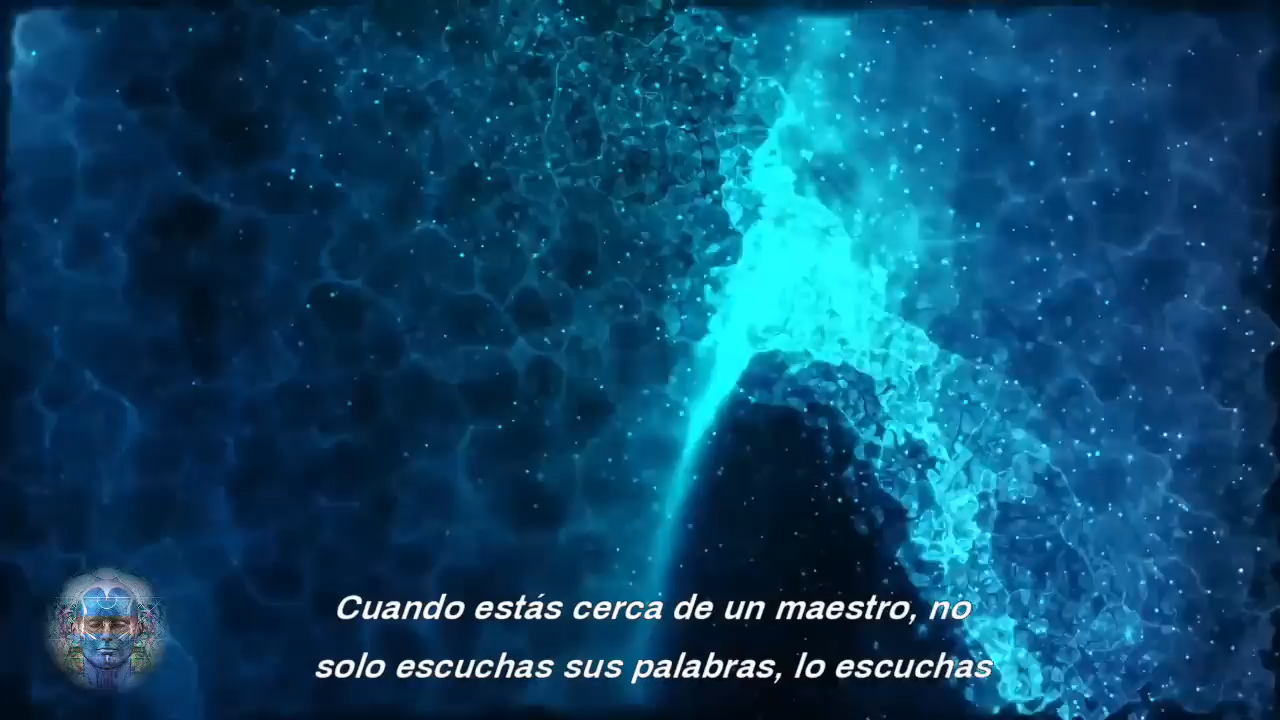 Cuando estás cerca de un maestro, no
solo escuchas sus palabras, lo escuchas